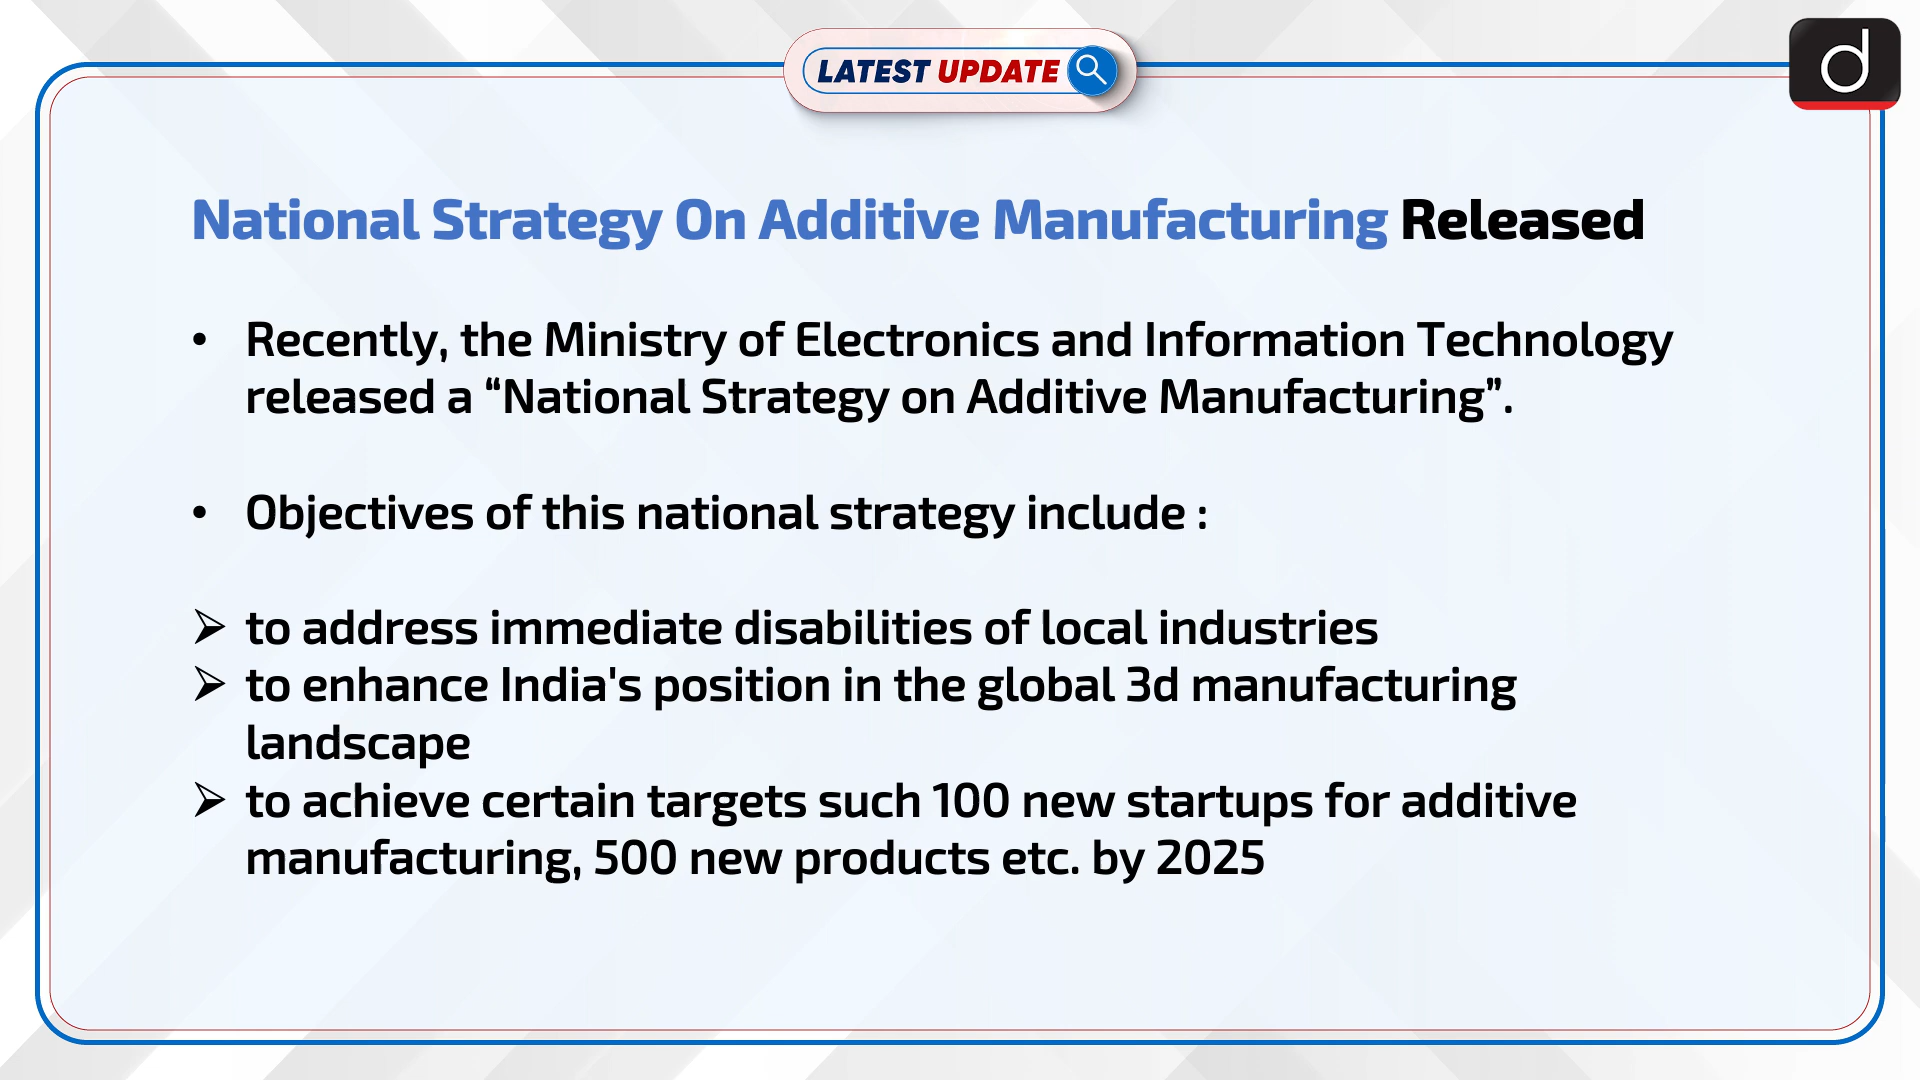 LATEST UPDATE
d
National Strategy On Additive Manufacturing Released
• Recently, the Ministry of Electronics and Information Technology
released a “National Strategy on Additive Manufacturing”.
• Objectives of this national strategy include :
➢ to address immediate disabilities of local industries
➢ to enhance India's position in the global 3d manufacturing
landscape
➢ to achieve certain targets such 100 new startups for additive
manufacturing, 500 new products etc. by 2025